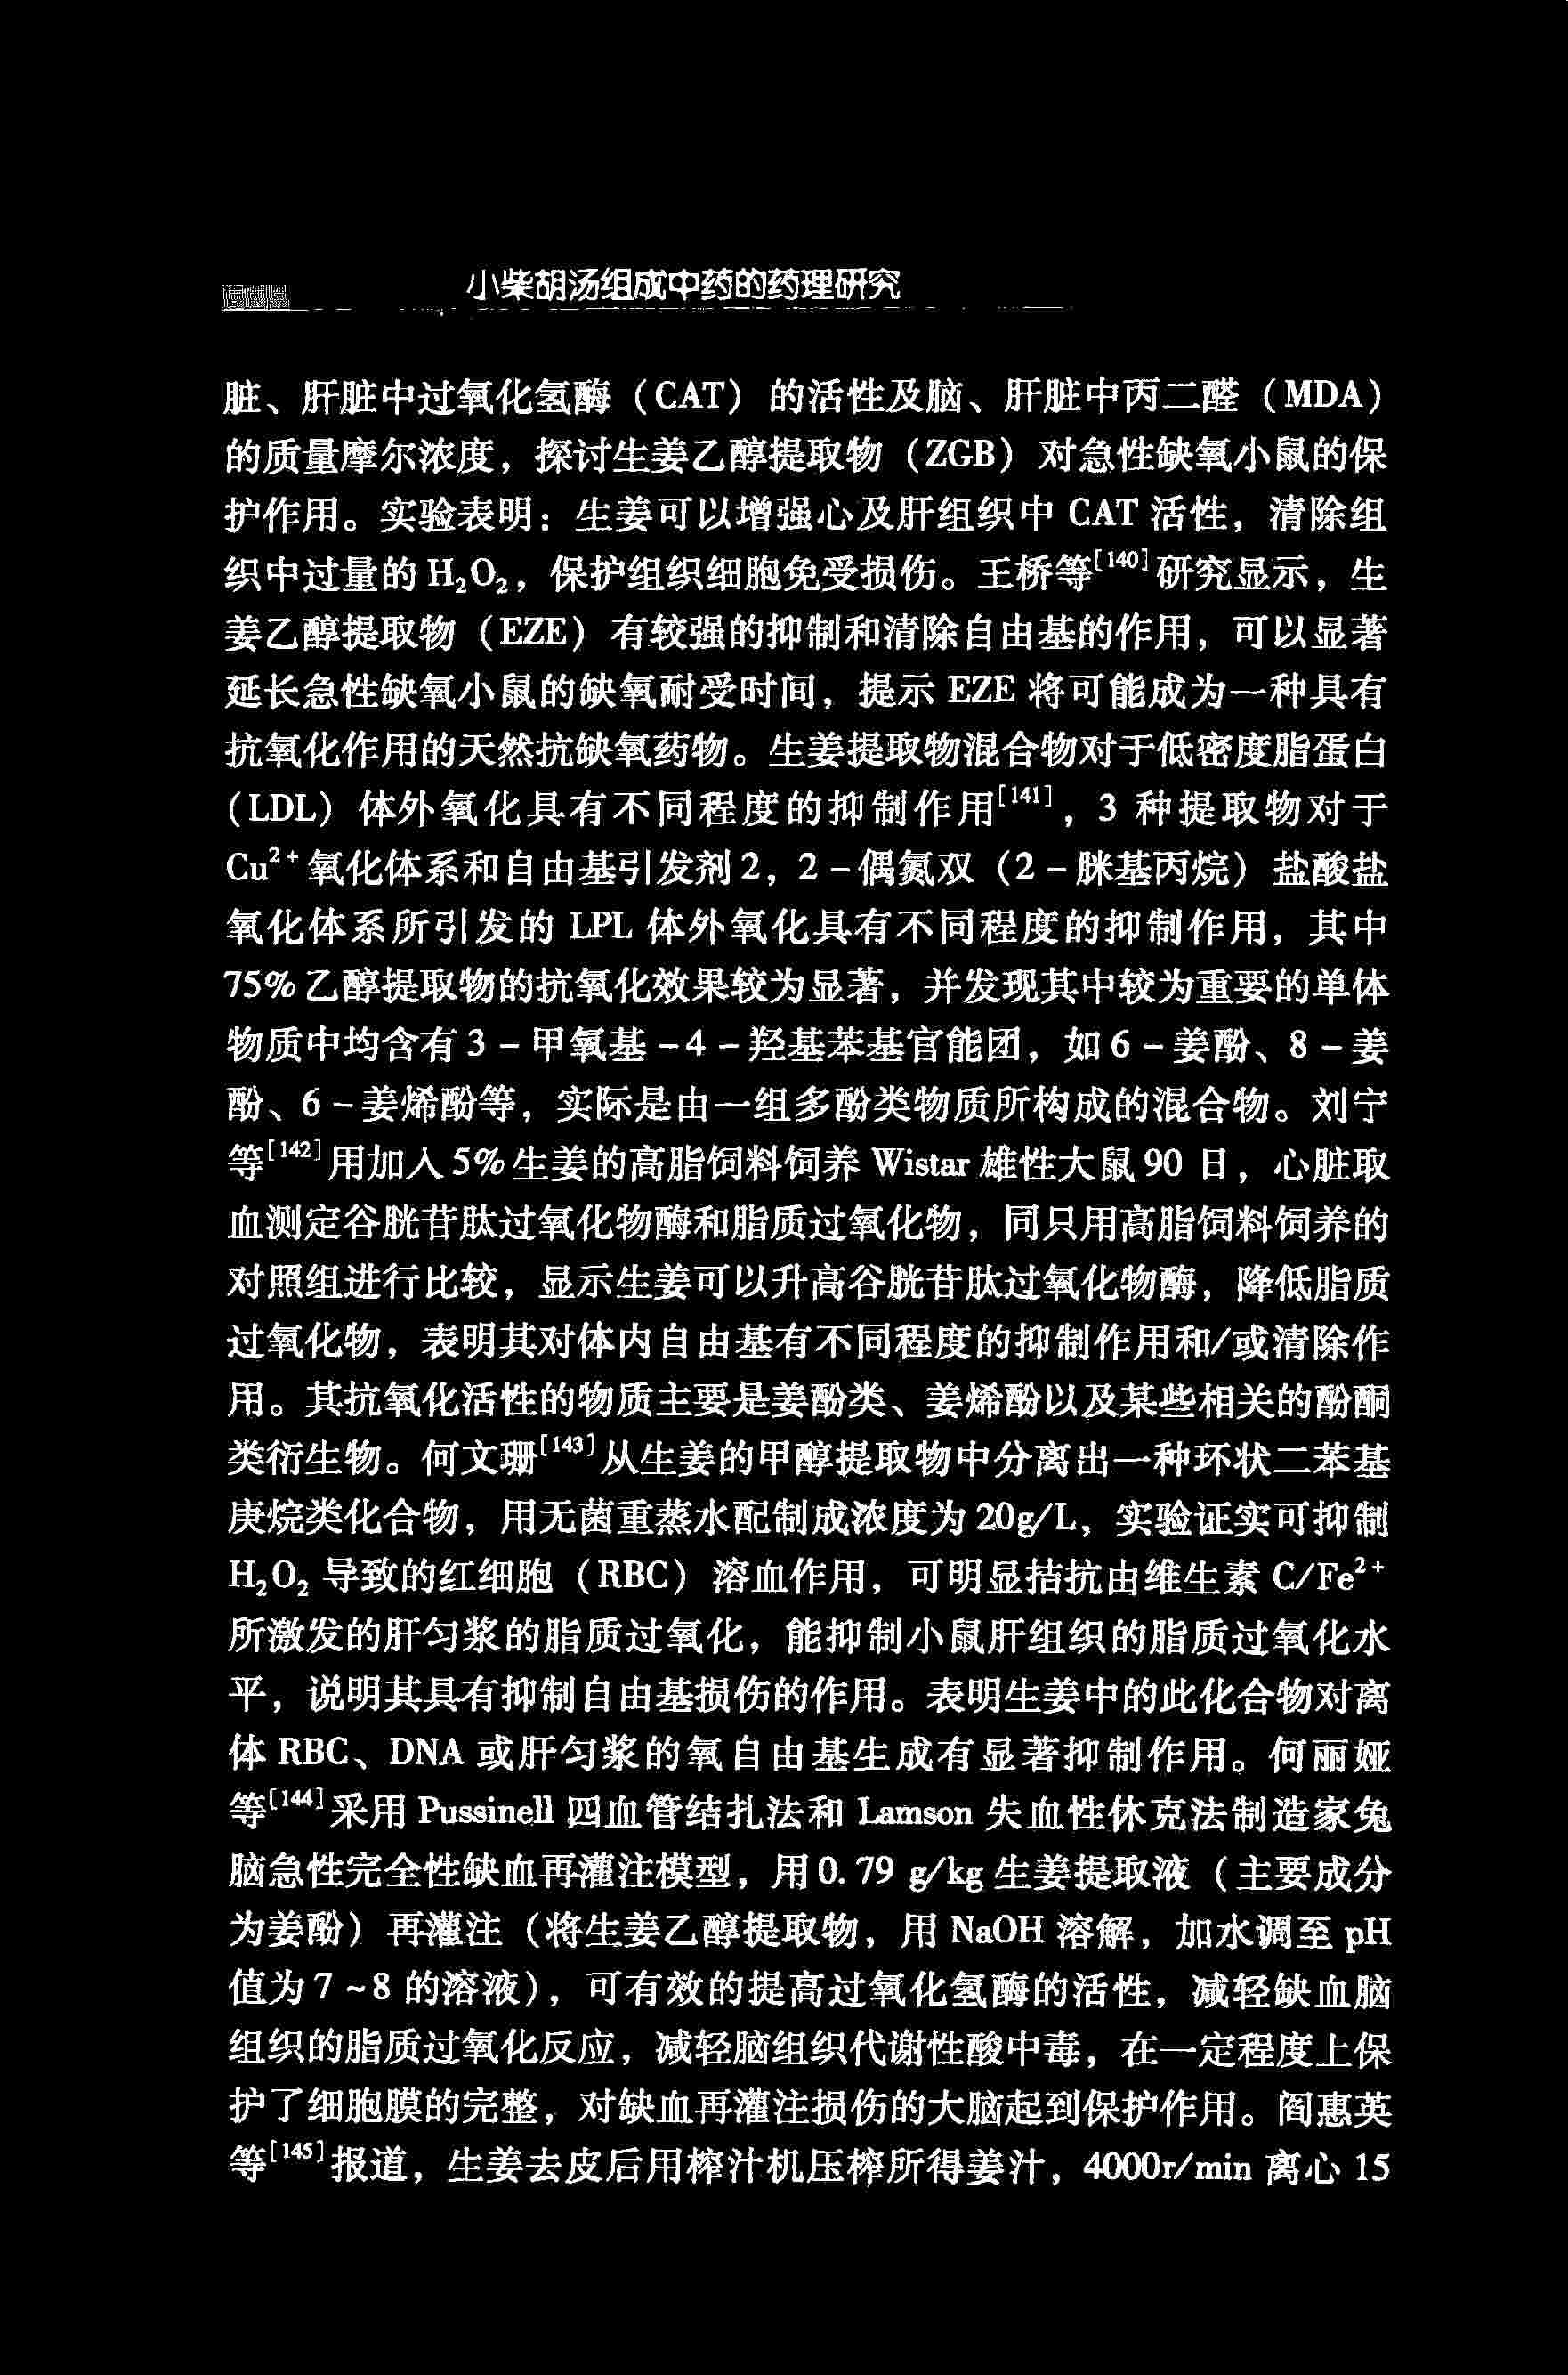 小柴胡汤组成中药的药理研究
脏、肝脏中过氧化氢酶（CAT）的活性及脑、肝脏中丙二醛（MDA）
的质量摩尔浓度，探讨生姜乙醇提取物（ZGB）对急性缺氧小鼠的保
护作用。实验表明：生姜可以增强心及肝组织中 CAT 活性，清除组
织中过量的 H₂O₂，保护组织细胞免受损伤。王桥等[140]研究显示，生
姜乙醇提取物（EZE）有较强的抑制和清除自由基的作用，可以显著
延长急性缺氧小鼠的缺氧耐受时间，提示 EZE 将可能成为一种具有
抗氧化作用的天然抗缺氧药物。生姜提取物混合物对于低密度脂蛋白
（LDL）体外氧化具有不同程度的抑制作用[141]，3 种提取物对于
Cu²⁺氧化体系和自由基引发剂 2，2－偶氮双（2－脒基丙烷）盐酸盐
氧化体系所引发的 LPL 体外氧化具有不同程度的抑制作用，其中
75%乙醇提取物的抗氧化效果较为显著，并发现其中较为重要的单体
物质中均含有 3－甲氧基－4－羟基苯基官能团，如 6－姜酚、8－姜
酚、6－姜烯酚等，实际是由一组多酚类物质所构成的混合物。刘宁
等[142]用加入 5%生姜的高脂饲料饲养 Wistar 雄性大鼠 90 日，心脏取
血测定谷胱苷肽过氧化物酶和脂质过氧化物，同只用高脂饲料饲养的
对照组进行比较，显示生姜可以升高谷胱苷肽过氧化物酶，降低脂质
过氧化物，表明其对体内自由基有不同程度的抑制作用和/或清除作
用。其抗氧化活性的物质主要是姜酚类、姜烯酚以及某些相关的酚酮
类衍生物。何文珊[143]从生姜的甲醇提取物中分离出一种环状二苯基
庚烷类化合物，用无菌重蒸水配制成浓度为 20g/L，实验证实可抑制
H₂O₂ 导致的红细胞（RBC）溶血作用，可明显拮抗由维生素 C/Fe²⁺
所激发的肝匀浆的脂质过氧化，能抑制小鼠肝组织的脂质过氧化水
平，说明其具有抑制自由基损伤的作用。表明生姜中的此化合物对离
体 RBC、DNA 或肝匀浆的氧自由基生成有显著抑制作用。何丽娅
等[144]采用 Pussinell 四血管结扎法和 Lamson 失血性休克法制造家兔
脑急性完全性缺血再灌注模型，用 0.79 g/kg 生姜提取液（主要成分
为姜酚）再灌注（将生姜乙醇提取物，用 NaOH 溶解，加水调至 pH
值为 7~8 的溶液），可有效的提高过氧化氢酶的活性，减轻缺血脑
组织的脂质过氧化反应，减轻脑组织代谢性酸中毒，在一定程度上保
护了细胞膜的完整，对缺血再灌注损伤的大脑起到保护作用。阎惠英
等[145]报道，生姜去皮后用榨汁机压榨所得姜汁，4000r/min 离心 15